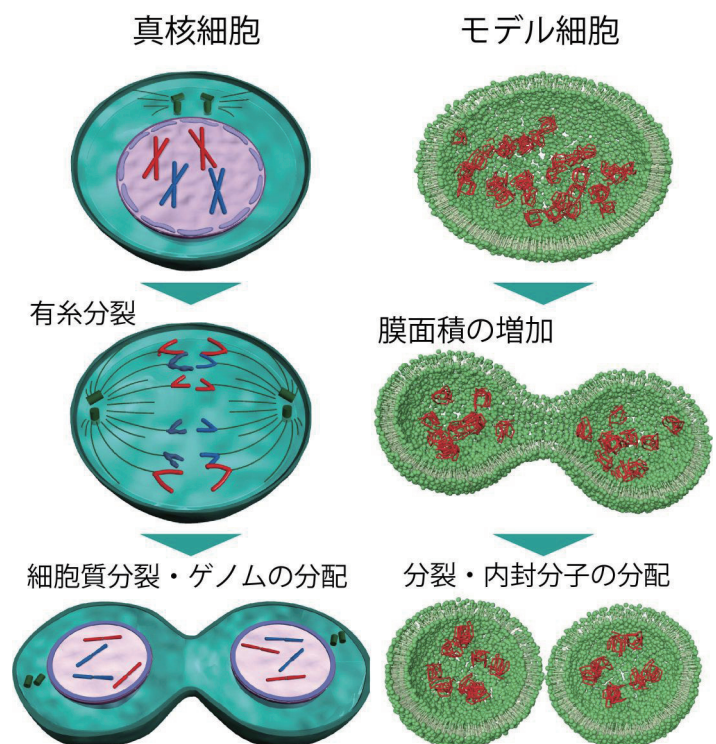 真核細胞
モデル細胞
有糸分裂
膜面積の増加
細胞質分裂・ゲノムの分配
分裂・内封分子の分配